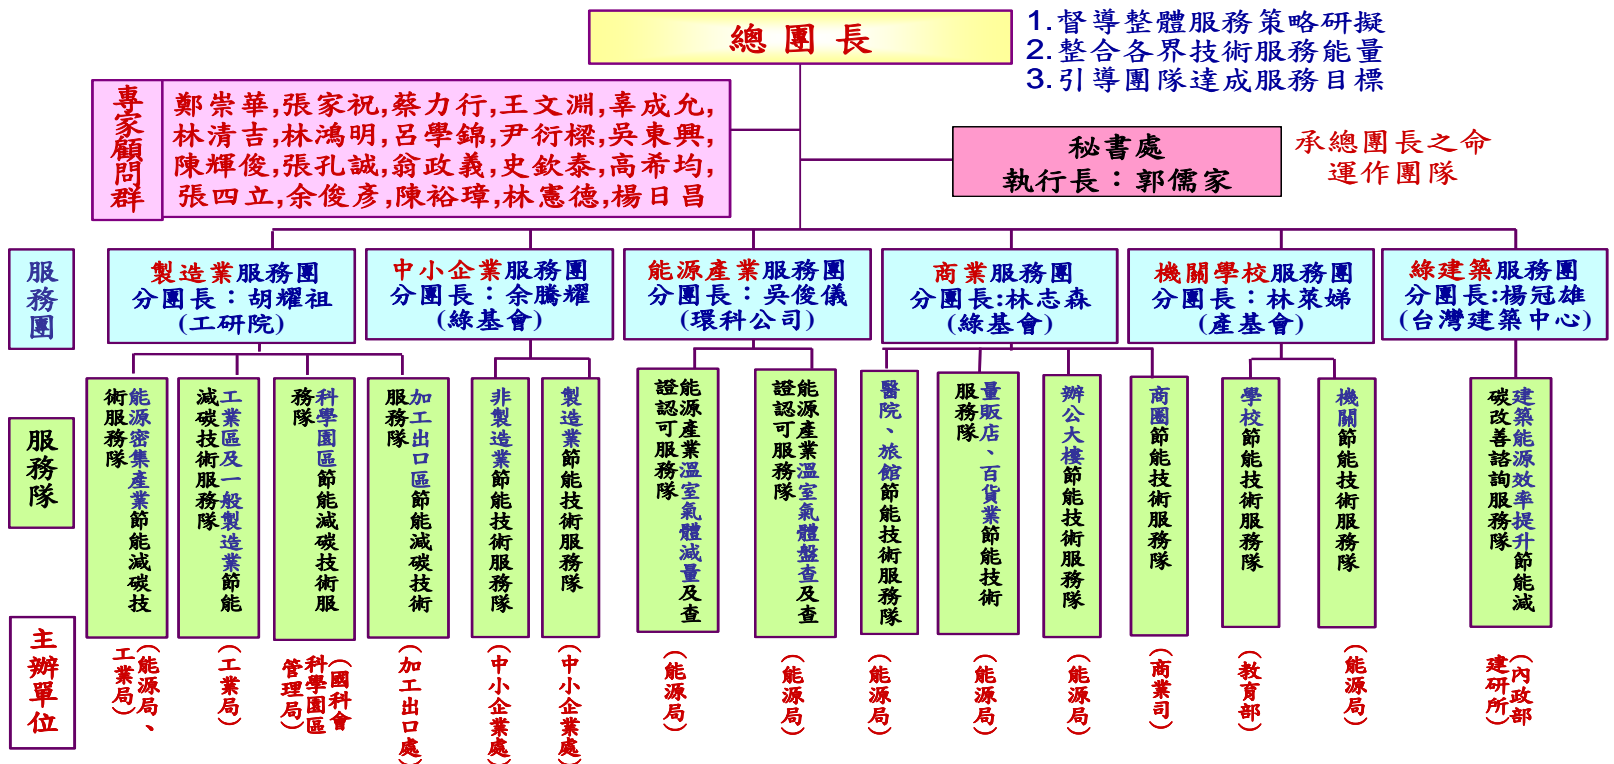 總團長
1.督導整體服務策略研擬
2.整合各界技術服務能量
3.引導團隊達成服務目標
專家顧問群
鄭崇華,張家祝,蔡力行,王文淵,辜成允,
林清吉,林鴻明,呂學錦,尹衍樑,吳東興,
陳輝俊,張孔誠,翁政義,史欽泰,高希均,
張四立,余俊彥,陳裕璋,林憲德,楊日昌
秘書處
執行長：郭儒家
承總團長之命
運作團隊
服務團
製造業服務團
分團長：胡耀祖
(工研院)
中小企業服務團
分團長：余騰耀
(綠基會)
能源產業服務團
分團長：吳俊儀
(環科公司)
商業服務團
分團長:林志森
(綠基會)
機關學校服務團
分團長：林萊娣
(產基會)
綠建築服務團
分團長:楊冠雄
(台灣建築中心)
服務隊
能源密集產業節能減碳技
術服務隊
工業區及一般製造業節能
減碳技術服務隊
科學園區節能減碳技術服
務隊
加工出口區節能減碳技術
服務隊
非製造業節能技術服務隊
製造業節能技術服務隊
能源產業溫室氣體減量及查
證認可服務隊
能源產業溫室氣體盤查及查
證認可服務隊
醫院、旅館節能技術服務隊
量販店、百貨業節能技術
服務隊
辦公大樓節能技術服務隊
商圈節能技術服務隊
學校節能技術服務隊
機關節能技術服務隊
建築能源效率提升節能減
碳改善諮詢服務隊
主辦單位
(能源局、
工業局)
(工業局)
(國科會
科學園區
管理局)
(加工出口處)
(中小企業處)
(中小企業處)
(能源局)
(能源局)
(能源局)
(能源局)
(能源局)
(商業司)
(教育部)
(能源局)
(內政部
建研所)